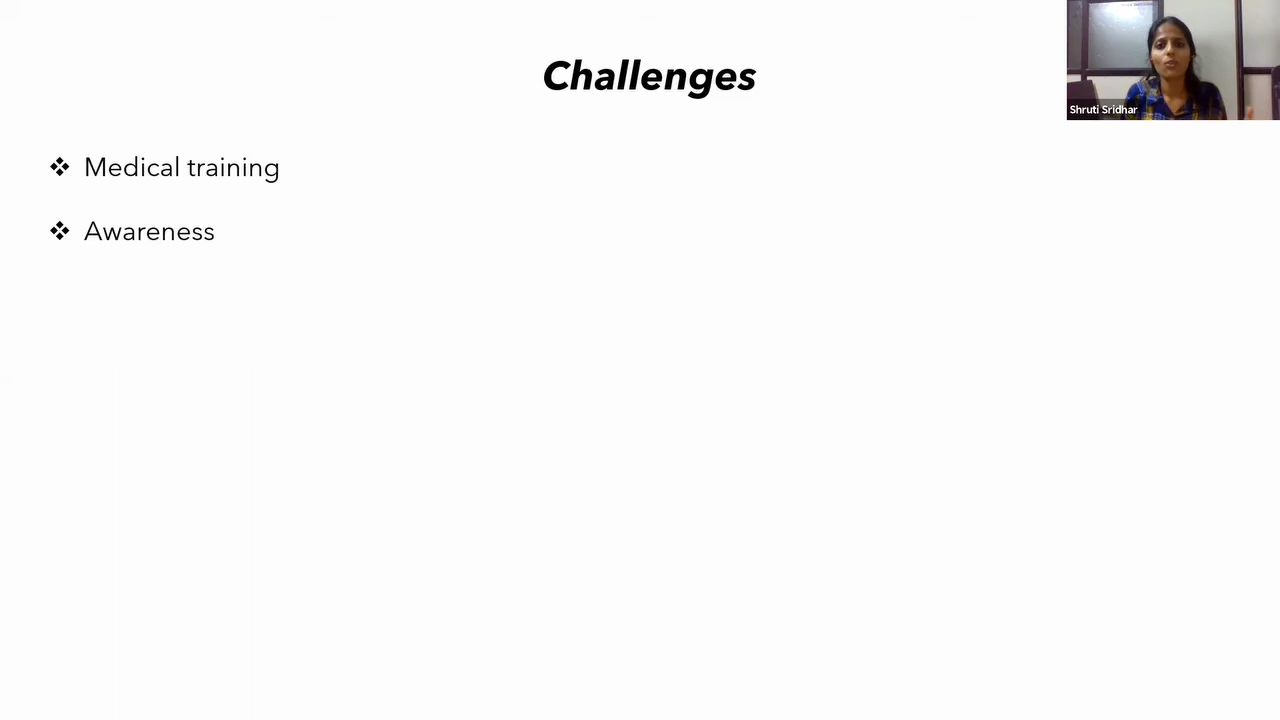 Challenges
Shruti Sridhar
❖ Medical training
❖ Awareness